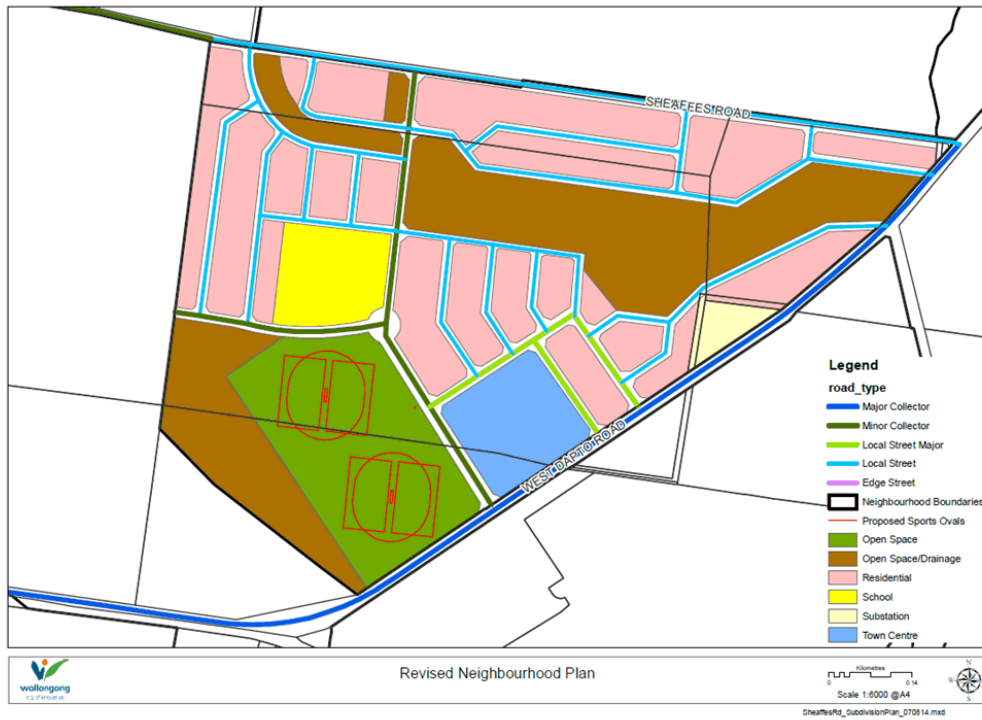 SHEAFFES ROAD
WEST DAPTO ROAD
Legend
road_type
Major Collector
Minor Collector
Local Street Major
Local Street
Edge Street
Neighbourhood Boundaries
Proposed Sports Ovals
Open Space
Open Space/Drainage
Residential
School
Substation
Town Centre
wollongong
Revised Neighbourhood Plan
Kilometres
0 0.14
Scale 1:6000 @A4
N
W
SheaffesRd_SubdivisionPlan_070814.mxd